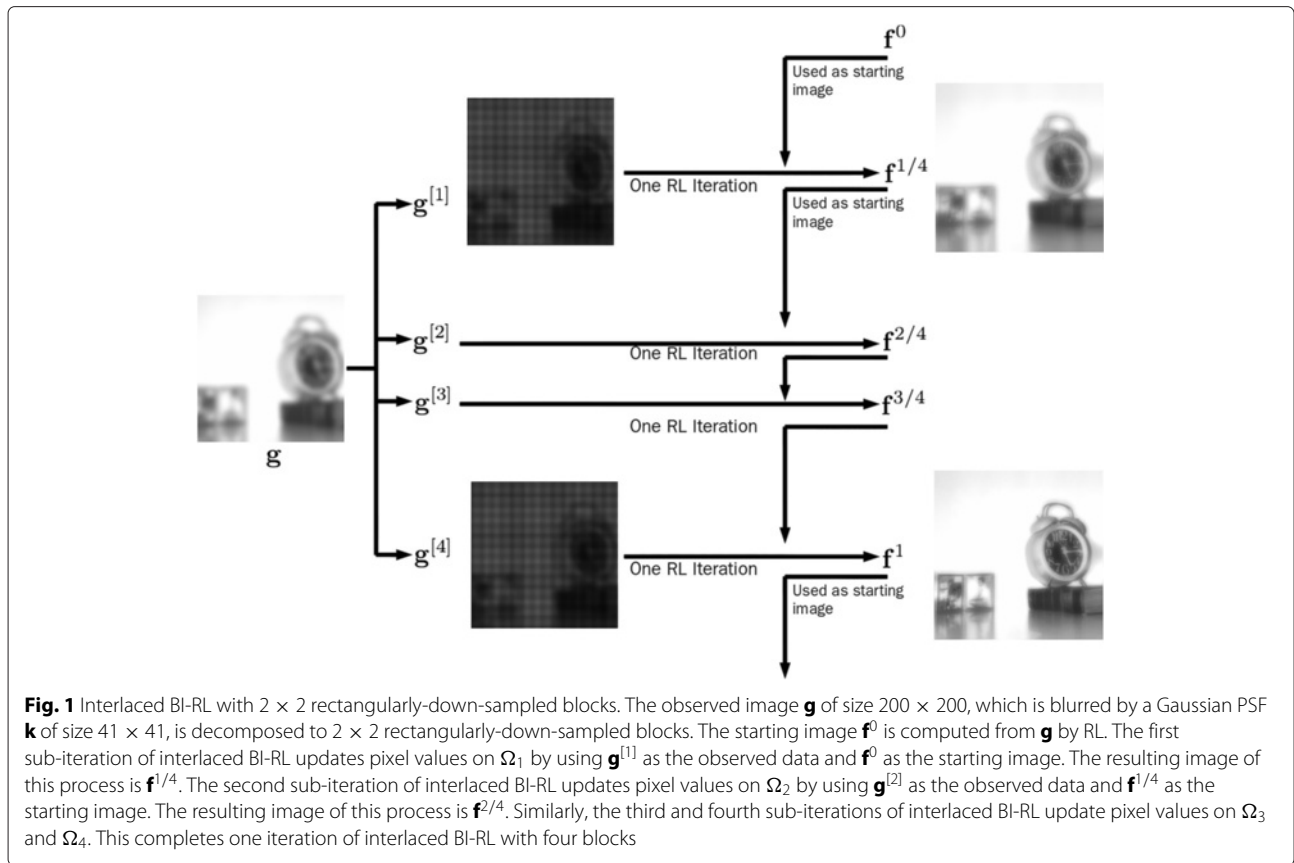 f^0
Used as starting
image
f^{1/4}
One RL Iteration
g^{[1]}
Used as starting
image
g^{[2]}
One RL Iteration
f^{2/4}
g^{[3]}
One RL Iteration
f^{3/4}
g
g^{[4]}
One RL Iteration
f^1
Used as starting
image
Fig. 1 Interlaced BI-RL with 2 × 2 rectangularly-down-sampled blocks. The observed image g of size 200 × 200, which is blurred by a Gaussian PSF
k of size 41 × 41, is decomposed to 2 × 2 rectangularly-down-sampled blocks. The starting image f^0 is computed from g by RL. The first
sub-iteration of interlaced BI-RL updates pixel values on Ω_1 by using g^{[1]} as the observed data and f^0 as the starting image. The resulting image of
this process is f^{1/4}. The second sub-iteration of interlaced BI-RL updates pixel values on Ω_2 by using g^{[2]} as the observed data and f^{1/4} as the
starting image. The resulting image of this process is f^{2/4}. Similarly, the third and fourth sub-iterations of interlaced BI-RL update pixel values on Ω_3
and Ω_4. This completes one iteration of interlaced BI-RL with four blocks